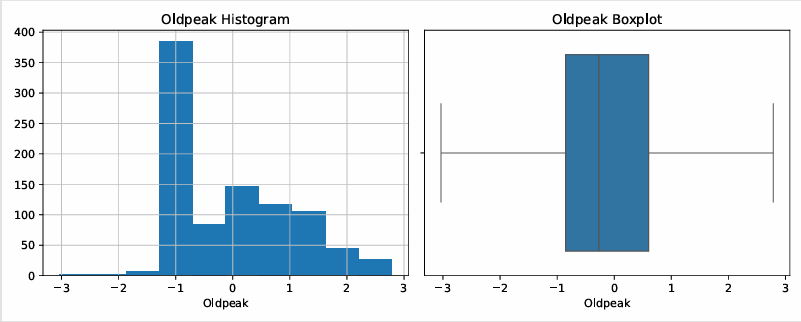 Oldpeak Histogram
400
350
300
250
200
150
100
50
0
−3 −2 −1 0 1 2 3
Oldpeak
Oldpeak Boxplot
−3 −2 −1 0 1 2 3
Oldpeak